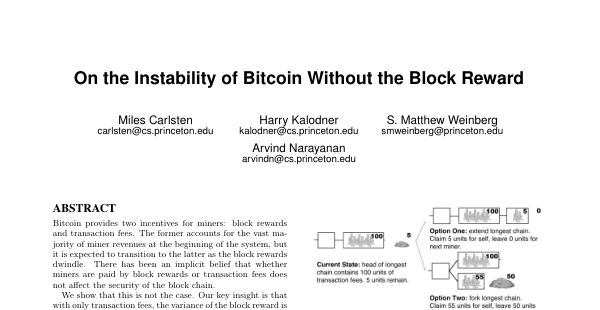 On the Instability of Bitcoin Without the Block Reward
Miles Carlsten
carlsten@cs.princeton.edu
Harry Kalodner
kalodner@cs.princeton.edu
S. Matthew Weinberg
smweinberg@princeton.edu
Arvind Narayanan
arvindn@cs.princeton.edu
ABSTRACT
Bitcoin provides two incentives for miners: block rewards
and transaction fees. The former accounts for the vast ma-
jority of miner revenues at the beginning of the system, but
it is expected to transition to the latter as the block rewards
dwindle. There has been an implicit belief that whether
miners are paid by block rewards or transaction fees does
not affect the security of the block chain.
We show that this is not the case. Our key insight is that
with only transaction fees, the variance of the block reward is
100
5
Current State: head of longest
chain contains 100 units of
transaction fees. 5 units remain.
100
5
0
Option One: extend longest chain.
Claim 5 units for self, leave 0 units for
next miner.
100
55
50
Option Two: fork longest chain.
Claim 55 units for self, leave 50 units